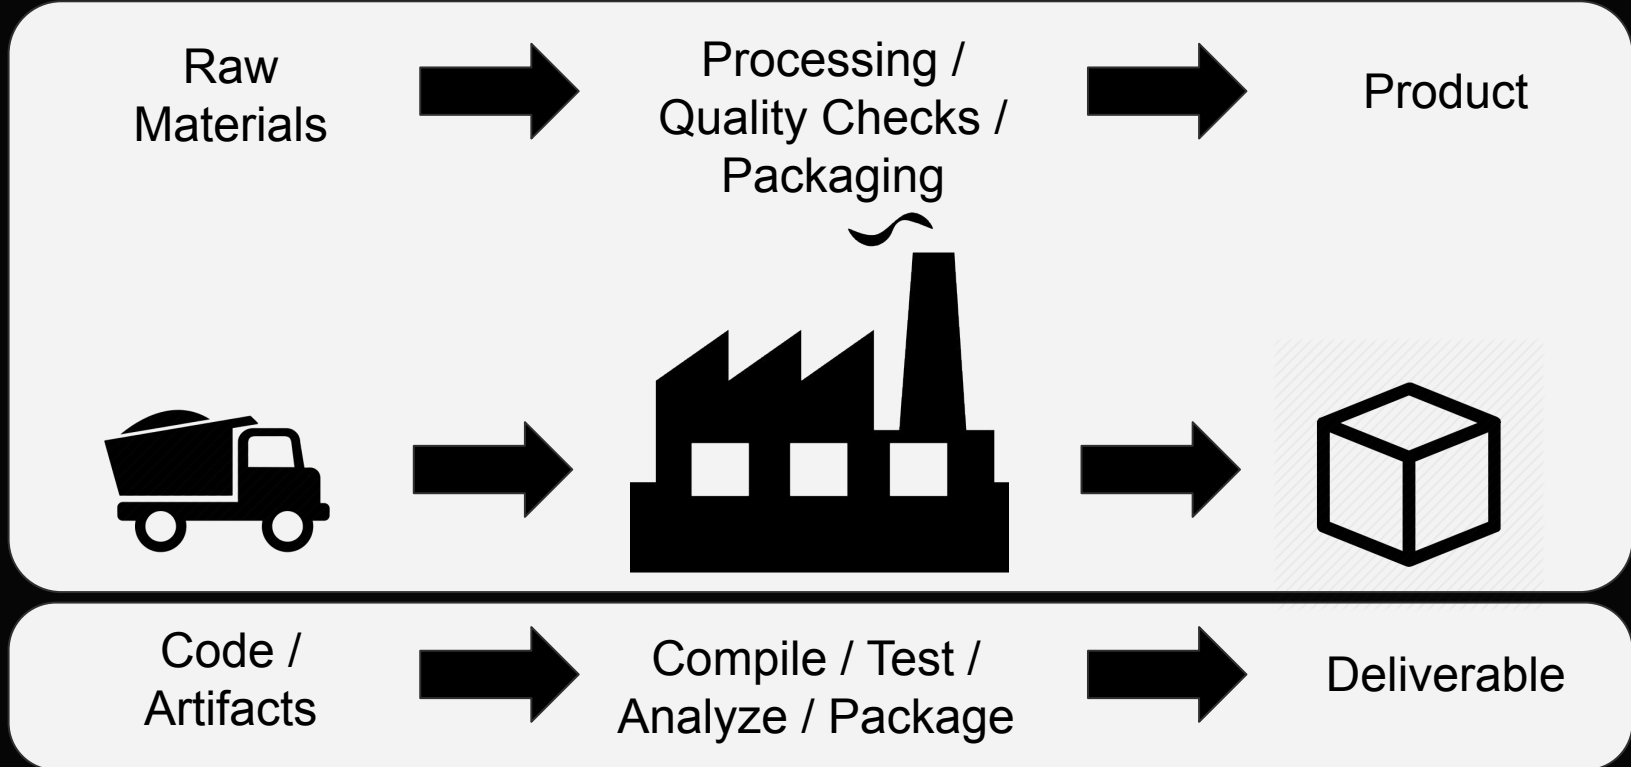 Raw
Materials
Processing /
Quality Checks /
Packaging
Product
Code /
Artifacts
Compile / Test /
Analyze / Package
Deliverable